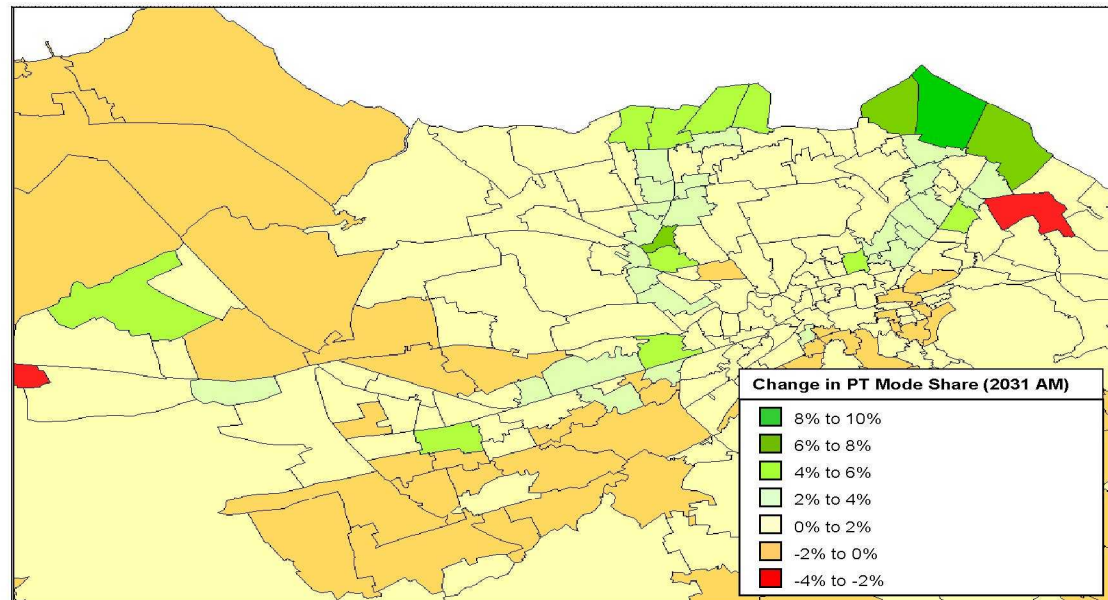 Change in PT Mode Share (2031 AM)
8% to 10%
6% to 8%
4% to 6%
2% to 4%
0% to 2%
-2% to 0%
-4% to -2%